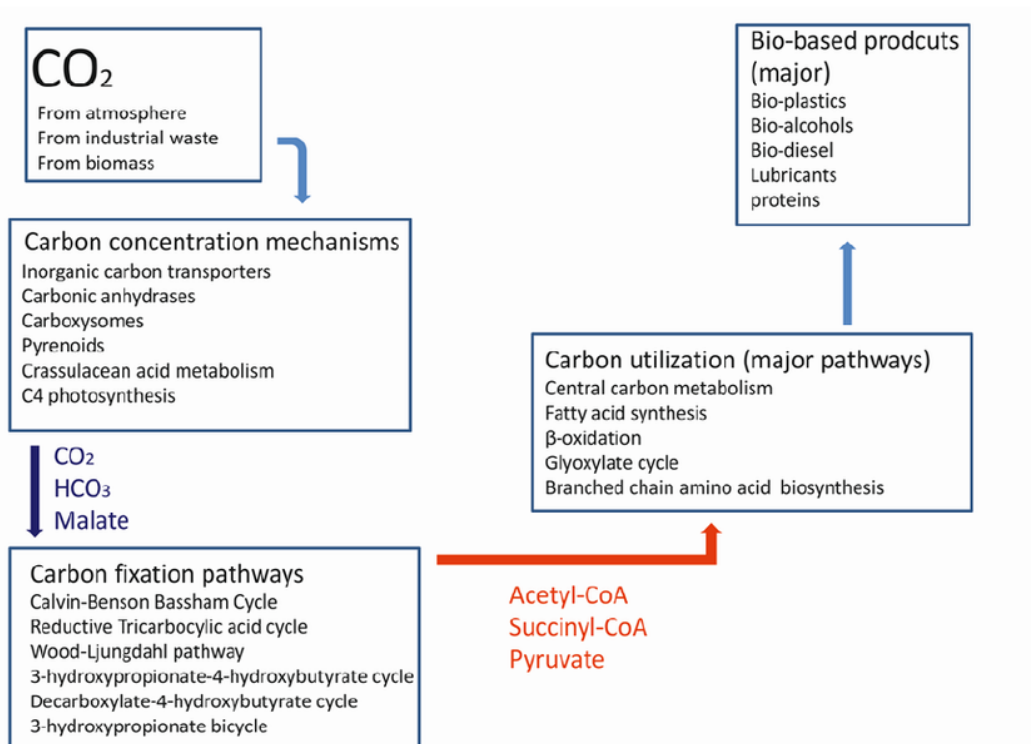 CO₂
From atmosphere
From industrial waste
From biomass
Carbon concentration mechanisms
Inorganic carbon transporters
Carbonic anhydrases
Carboxysomes
Pyrenoids
Crassulacean acid metabolism
C4 photosynthesis
CO₂
HCO₃
Malate
Carbon fixation pathways
Calvin-Benson Bassham Cycle
Reductive Tricarbocylic acid cycle
Wood-Ljungdahl pathway
3-hydroxypropionate-4-hydroxybutyrate cycle
Decarboxylate-4-hydroxybutyrate cycle
3-hydroxypropionate bicycle
Acetyl-CoA
Succinyl-CoA
Pyruvate
Carbon utilization (major pathways)
Central carbon metabolism
Fatty acid synthesis
β-oxidation
Glyoxylate cycle
Branched chain amino acid biosynthesis
Bio-based prodcuts
(major)
Bio-plastics
Bio-alcohols
Bio-diesel
Lubricants
proteins